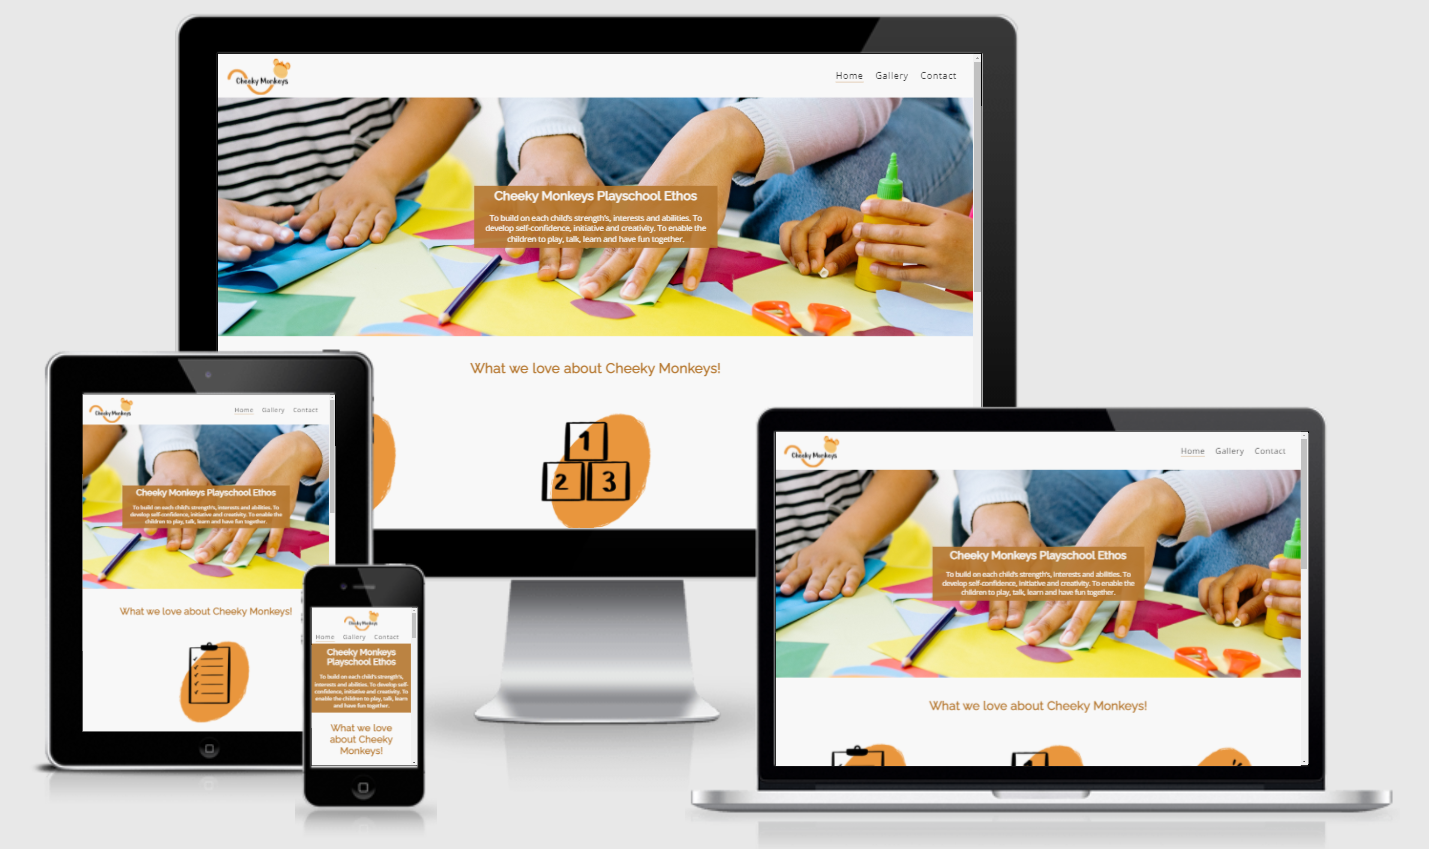 Cheeky Monkeys
Home Gallery Contact
Cheeky Monkeys Playschool Ethos
To build on each child's strength's, interests and abilities. To
develop self-confidence, initiative and creativity. To enable the
children to play, talk, learn and have fun together.
What we love about Cheeky Monkeys!
1
2 3
Cheeky Monkeys
Home Gallery Contact
Cheeky Monkeys Playschool Ethos
To build on each child's strength's, interests and abilities. To
develop self-confidence, initiative and creativity. To enable the
children to play, talk, learn and have fun together.
What we love about Cheeky Monkeys!
Cheeky Monkeys
Home Gallery Contact
Cheeky Monkeys
Playschool Ethos
To build on each child's strength's,
interests and abilities. To develop self-
confidence, initiative and creativity. To
enable the children to play, talk, learn
and have fun together.
What we love
about Cheeky
Monkeys!
Cheeky Monkeys
Home Gallery Contact
Cheeky Monkeys Playschool Ethos
To build on each child's strength's, interests and abilities. To
develop self-confidence, initiative and creativity. To enable the
children to play, talk, learn and have fun together.
What we love about Cheeky Monkeys!
1